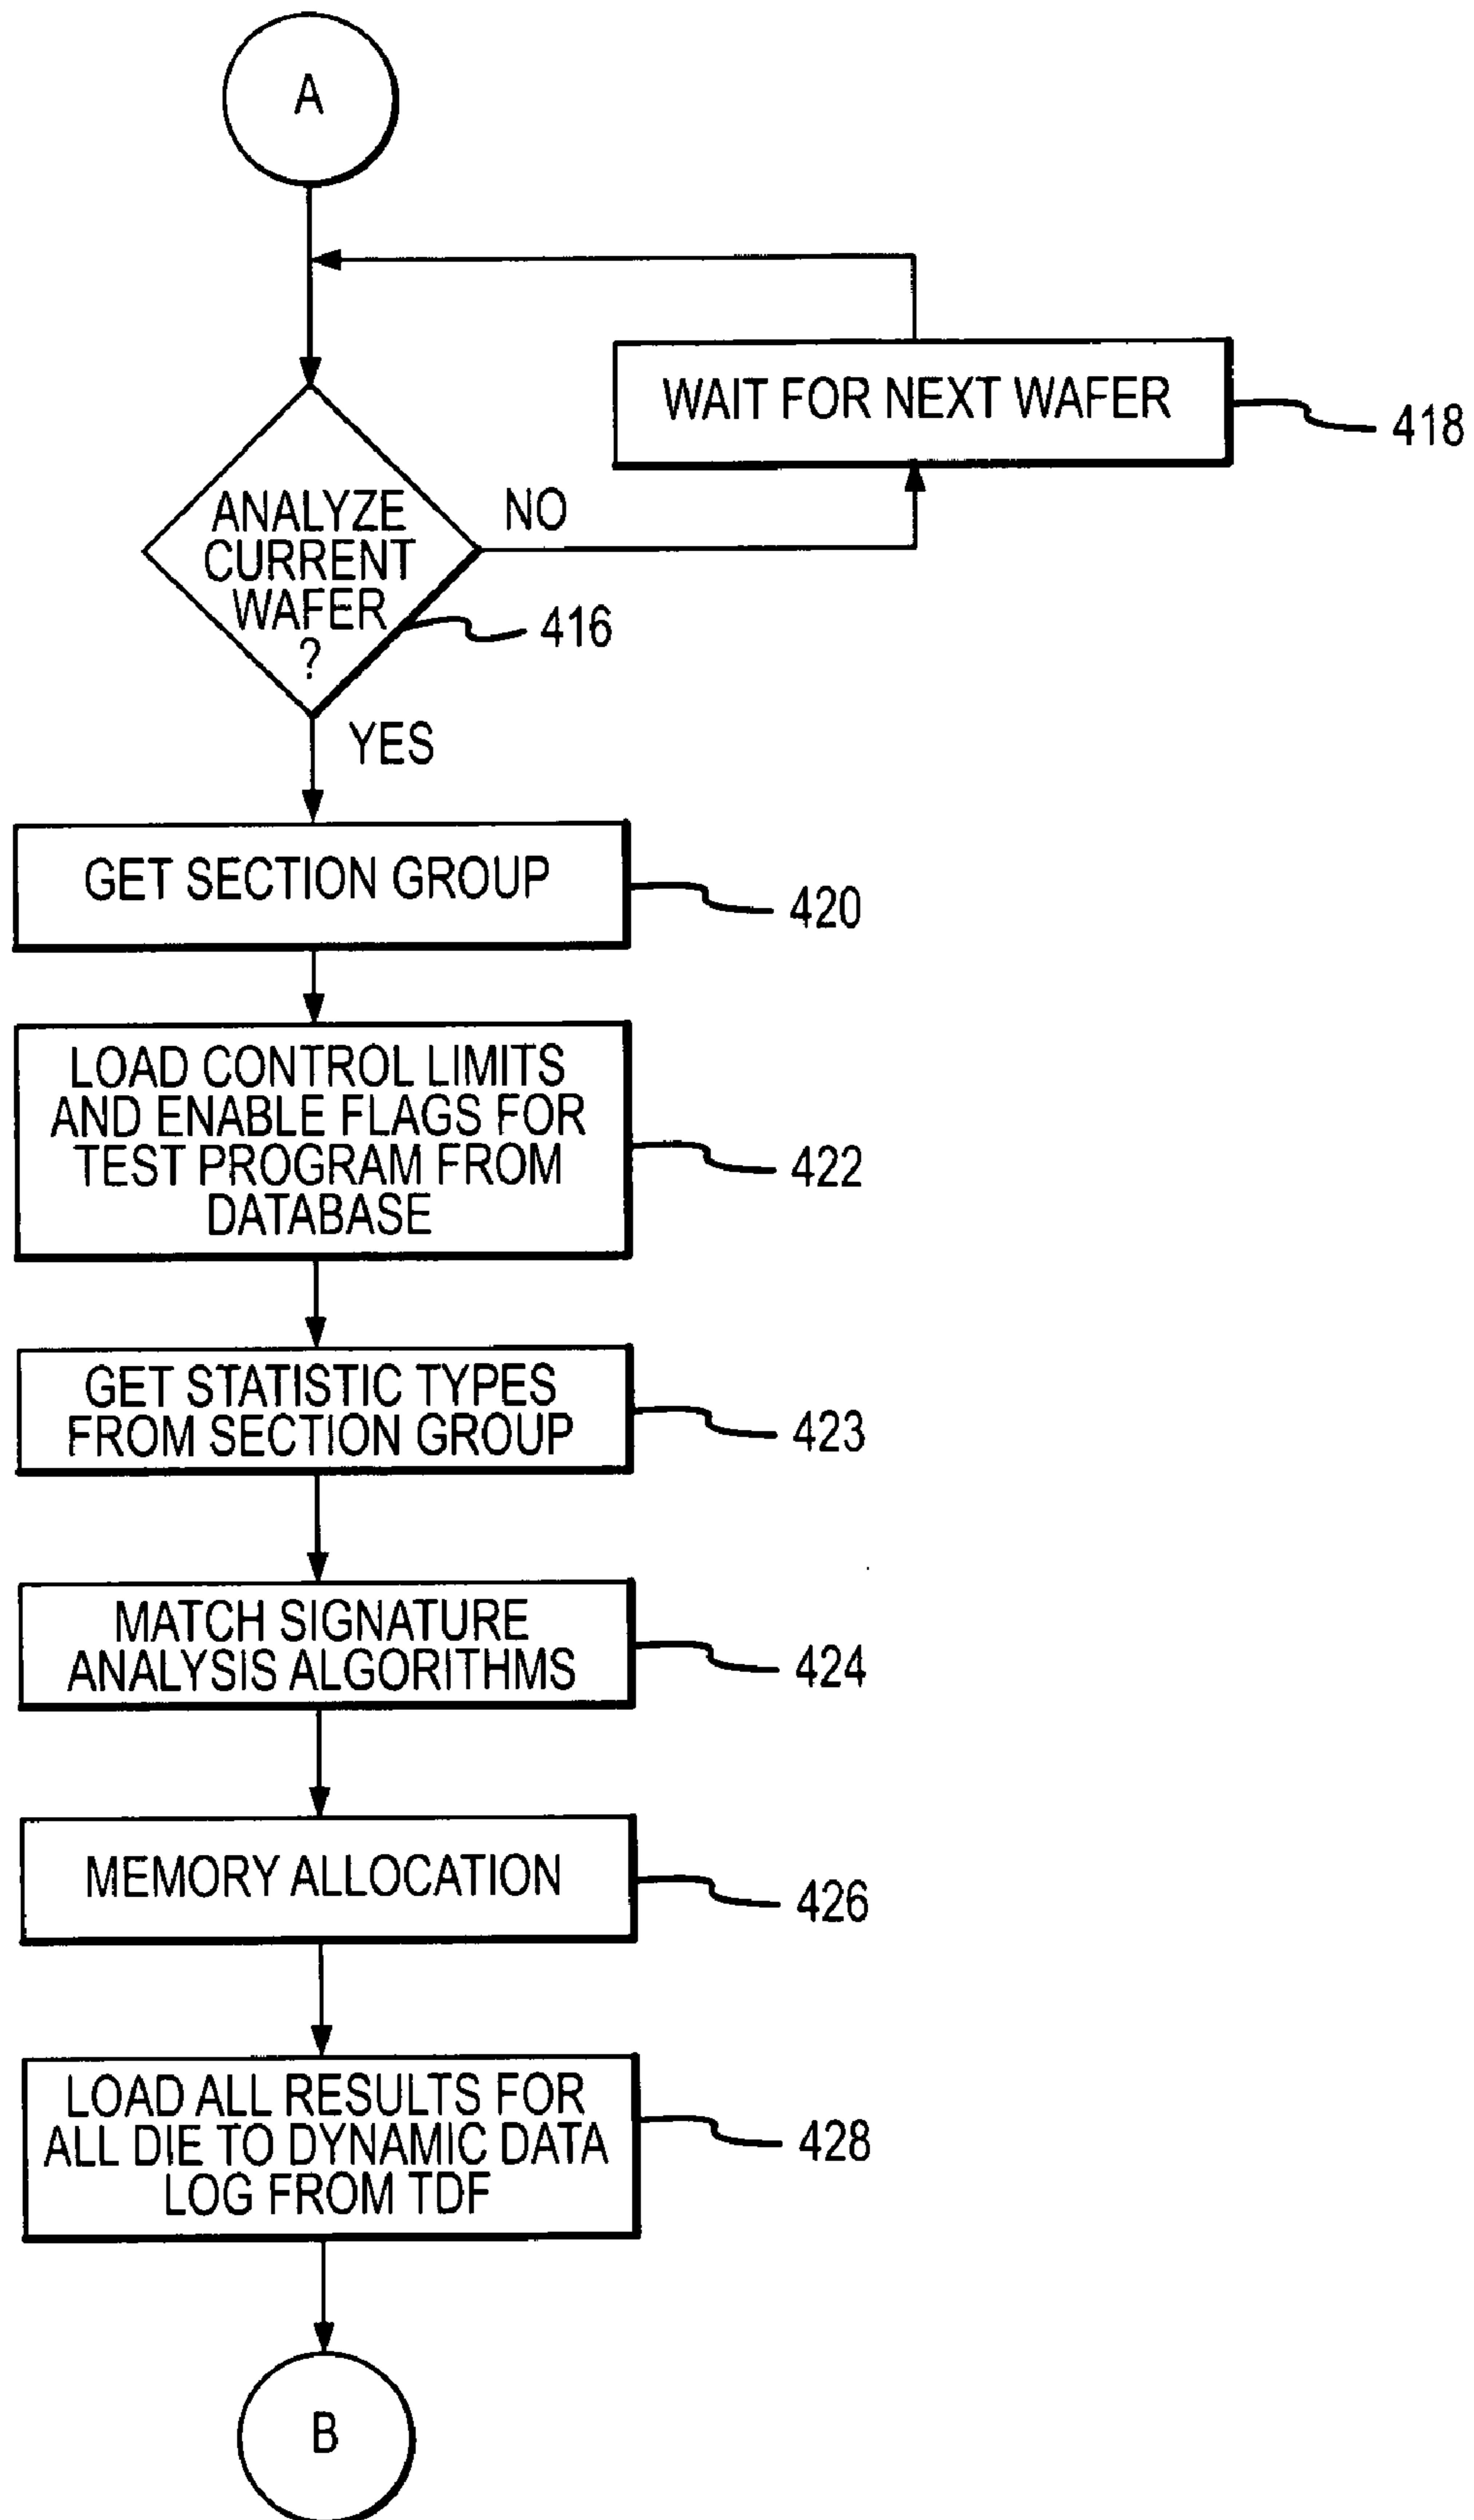 A
WAIT FOR NEXT WAFER
418
ANALYZE
CURRENT
WAFER
?
NO
416
YES
GET SECTION GROUP
420
LOAD CONTROL LIMITS
AND ENABLE FLAGS FOR
TEST PROGRAM FROM
DATABASE
422
GET STATISTIC TYPES
FROM SECTION GROUP
423
MATCH SIGNATURE
ANALYSIS ALGORITHMS
424
MEMORY ALLOCATION
426
LOAD ALL RESULTS FOR
ALL DIE TO DYNAMIC DATA
LOG FROM TDF
428
B